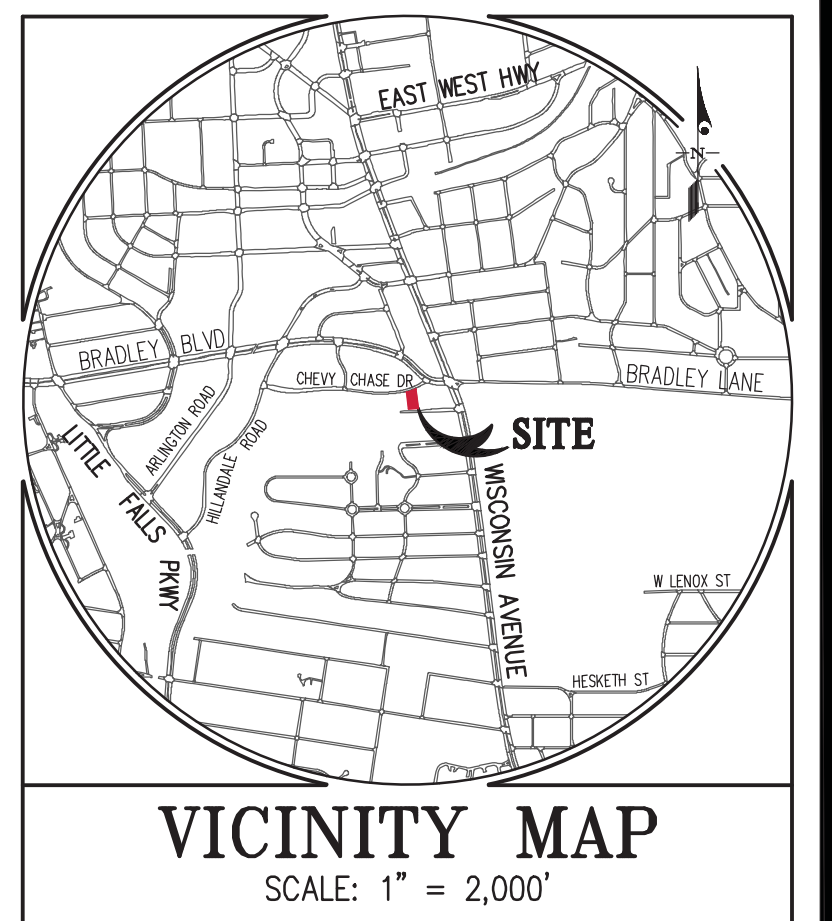 EAST WEST HWY
N
BRADLEY BLVD
CHEVY CHASE DR
BRADLEY LANE
ARLINGTON ROAD
HILLANDALE ROAD
SITE
LITTLE FALLS PKWY
WISCONSIN AVENUE
W LENOX ST
HESKETH ST
VICINITY MAP
SCALE: 1" = 2,000'